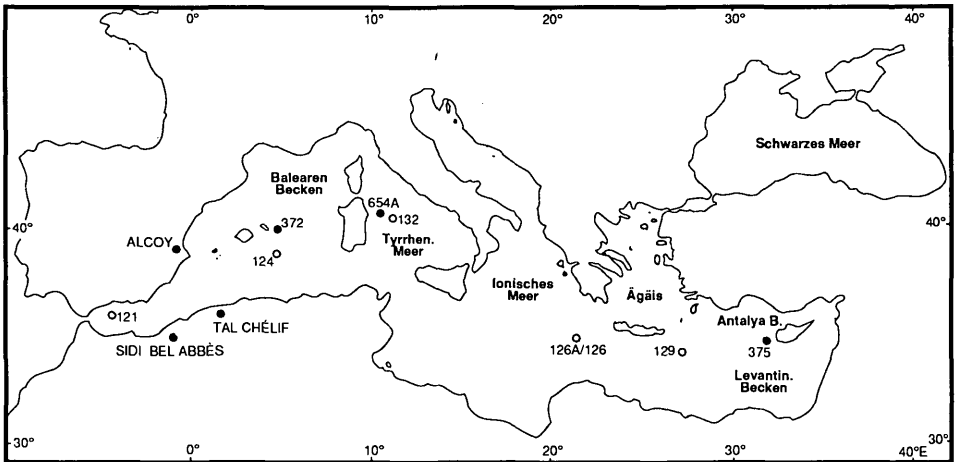 0°
10°
20°
30°
40°
Schwarzes Meer
Balearen
Becken
654A
132
372
40°
40°
ALCOY
Tyrrhen.
Meer
124
Ionisches
Meer
Ägäis
121
TAL CHÉLIF
Antalya B.
SIDI BEL ABBÈS
126A/126
129
375
Levantin.
Becken
30°
30°
0°
10°
20°
30°
40°E